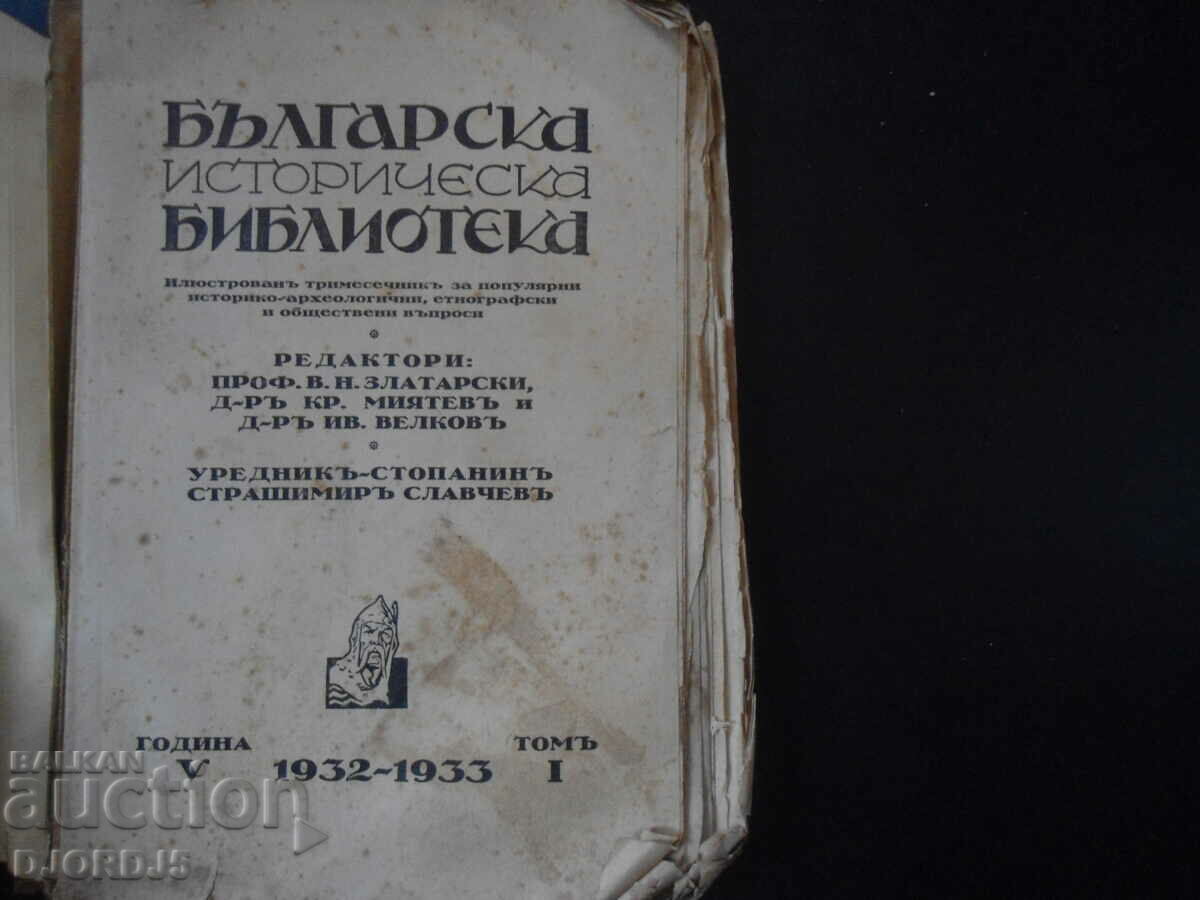 БЪЛГАРСКА
ИСТОРИЧЕСКА
БИБЛИОТЕКА
Илюстрованъ тримесечникъ за популярни
историко-археологични, етнографски
и обществени въпроси
РЕДАКТОРИ:
ПРОФ. В. Н. ЗЛАТАРСКИ,
Д-РЪ КР. МИЯТЕВЪ И
Д-РЪ ИВ. ВЕЛКОВЪ
УРЕДНИКЪ-СТОПАНИНЪ
СТРАШИМИРЪ СЛАВЧЕВЪ
ГОДИНА ТОМЪ
V 1932-1933 I
BALKAN
auction
DJORDJ5